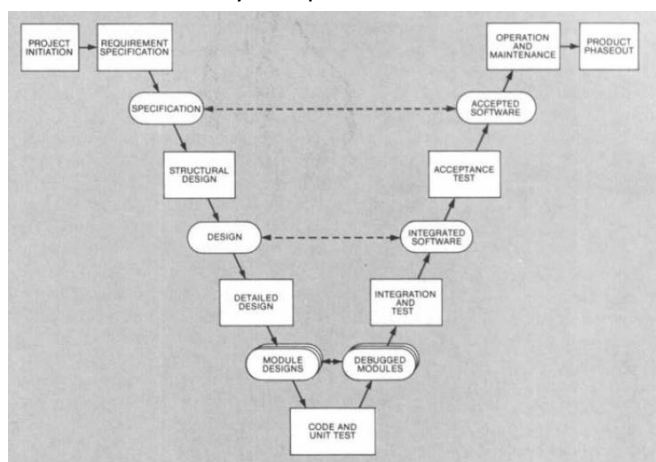 PROJECT
INITIATION
REQUIREMENT
SPECIFICATION
OPERATION
AND
MAINTENANCE
PRODUCT
PHASEOUT
SPECIFICATION
ACCEPTED
SOFTWARE
STRUCTURAL
DESIGN
ACCEPTANCE
TEST
DESIGN
INTEGRATED
SOFTWARE
DETAILED
DESIGN
INTEGRATION
AND
TEST
MODULE
DESIGNS
DEBUGGED
MODULES
CODE AND
UNIT TEST